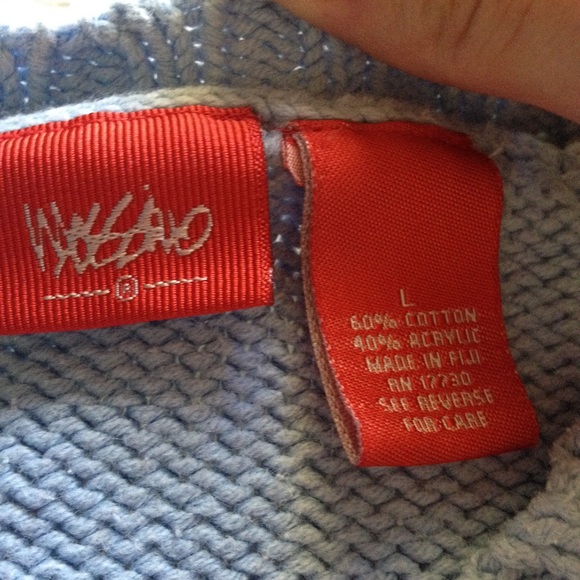 Mossimo
®
L
60% COTTON
40% ACRYLIC
MADE IN FIJI
RN 17730
SEE REVERSE
FOR CARE